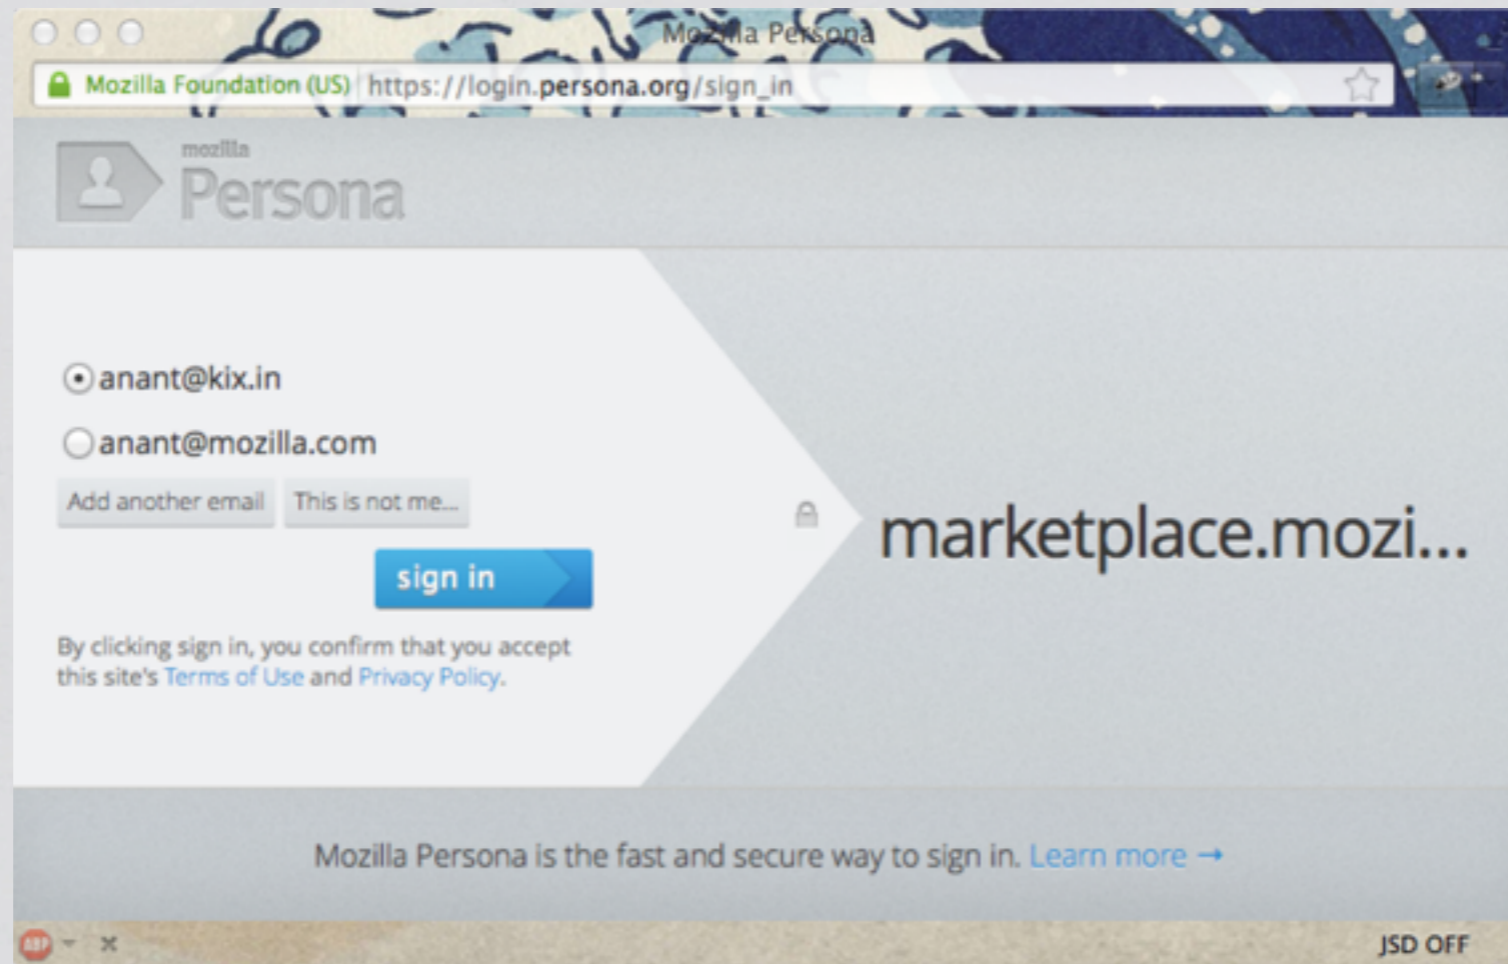 Mozilla Persona
Mozilla Foundation (US) https://login.persona.org/sign_in
mozilla
Persona
anant@kix.in
anant@mozilla.com
Add another email This is not me...
sign in
marketplace.mozi...
By clicking sign in, you confirm that you accept
this site's Terms of Use and Privacy Policy.
Mozilla Persona is the fast and secure way to sign in. Learn more →
ABP
JSD OFF